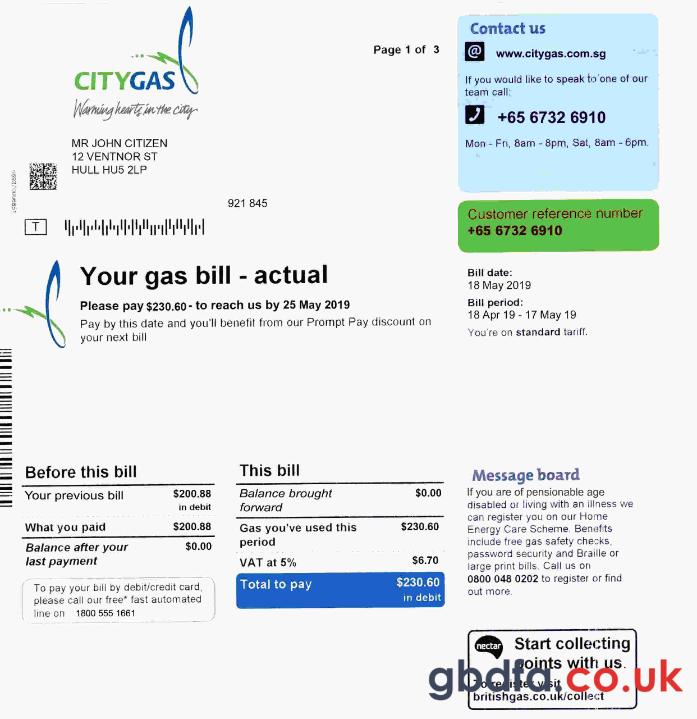 Page 1 of 3
CITYGAS
Warming hearts in the city
MR JOHN CITIZEN
12 VENTNOR ST
HULL HU5 2LP
921 845
T
Contact us
@ www.citygas.com.sg
If you would like to speak to one of our
team call:
+65 6732 6910
Mon - Fri, 8am - 8pm, Sat, 8am - 6pm.
Customer reference number
+65 6732 6910
Your gas bill - actual
Please pay $230.60 - to reach us by 25 May 2019
Pay by this date and you'll benefit from our Prompt Pay discount on
your next bill
Bill date:
18 May 2019
Bill period:
18 Apr 19 - 17 May 19
You're on standard tariff.
Before this bill
Your previous bill $200.88
in debit
What you paid $200.88
Balance after your $0.00
last payment
To pay your bill by debit/credit card,
please call our free* fast automated
line on 1800 555 1661
This bill
Balance brought $0.00
forward
Gas you've used this $230.60
period
VAT at 5% $6.70
Total to pay $230.60
in debit
Message board
If you are of pensionable age
disabled or living with an illness we
can register you on our Home
Energy Care Scheme. Benefits
include free gas safety checks,
password security and Braille or
large print bills. Call us on
0800 048 0202 to register or find
out more.
nectar
Start collecting
points with us.
To register visit
britishgas.co.uk/collect
gbdfa.co.uk